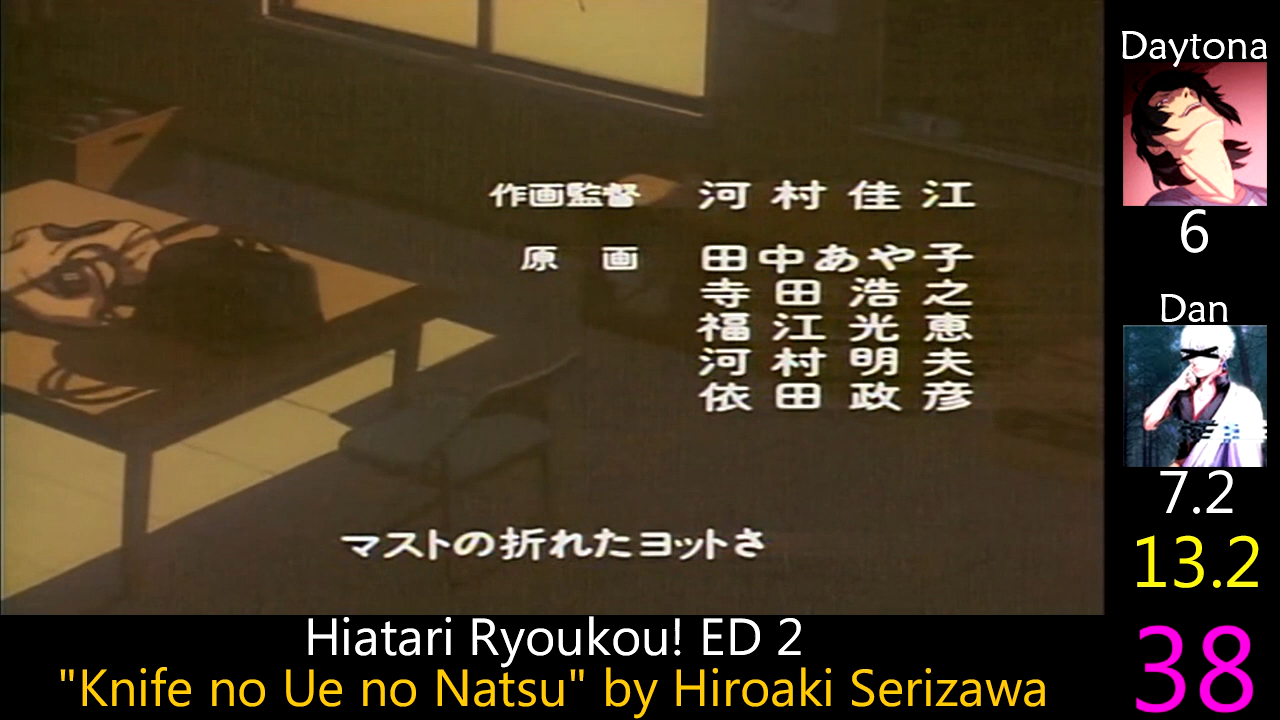 作画監督 河村佳江
原画 田中あや子
寺田浩之
福江光恵
河村明夫
依田政彦
マストの折れたヨットさ
Hiatari Ryoukou! ED 2
"Knife no Ue no Natsu" by Hiroaki Serizawa
Daytona
6
Dan
7.2
13.2
38